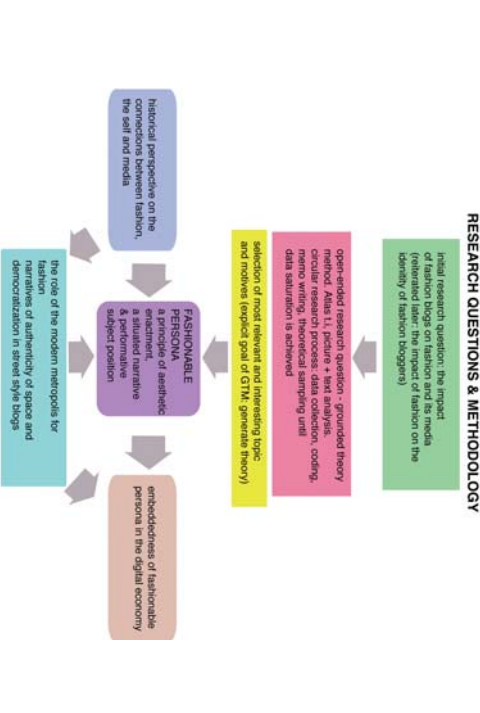 RESEARCH QUESTIONS & METHODOLOGY
initial research question: the impact
of fashion blogs on fashion and its media
(reiterated later: the impact of fashion on the
idenitify of fashion bloggers)
open-ended research question - grounded theory
method. Atlas t.i, picture + text analysis.
circular research process: data collection, coding,
memo writing, theoretical sampling until
data saturation is achieved
selection of most relevant and interesting topic
and motives (explicit goal of GTM: generate theory)
historical perspective on the
connections between fashion,
the self and media
FASHIONABLE
PERSONA
a principle of aesthetic
enactment,
a situated narrative
& performative
subject position
embeddedness of fashionable
persona in the digital economy
the role of the modern metropolis for
fashion
narratives of authenticity of space and
democratization in street style blogs